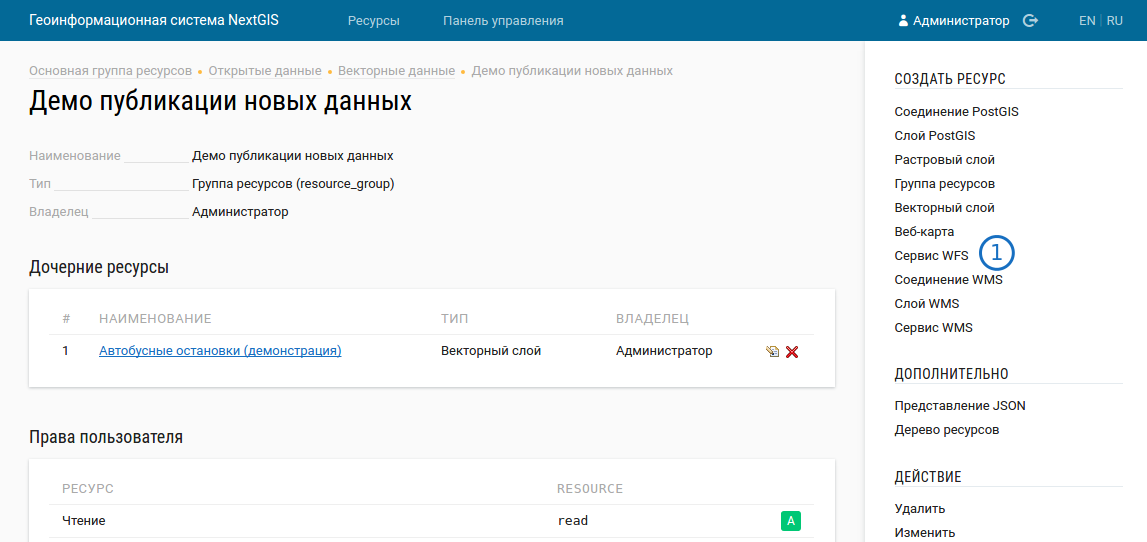 Геоинформационная система NextGIS Ресурсы Панель управления Администратор EN RU
Основная группа ресурсов • Открытые данные • Векторные данные • Демо публикации новых данных
Демо публикации новых данных
Наименование Демо публикации новых данных
Тип Группа ресурсов (resource_group)
Владелец Администратор
Дочерние ресурсы
# НАИМЕНОВАНИЕ ТИП ВЛАДЕЛЕЦ
1 Автобусные остановки (демонстрация) Векторный слой Администратор
Права пользователя
РЕСУРС RESOURCE
Чтение read A
СОЗДАТЬ РЕСУРС
Соединение PostGIS
Слой PostGIS
Растровый слой
Группа ресурсов
Векторный слой
Веб-карта
Сервис WFS 1
Соединение WMS
Слой WMS
Сервис WMS
ДОПОЛНИТЕЛЬНО
Представление JSON
Дерево ресурсов
ДЕЙСТВИЕ
Удалить
Изменить